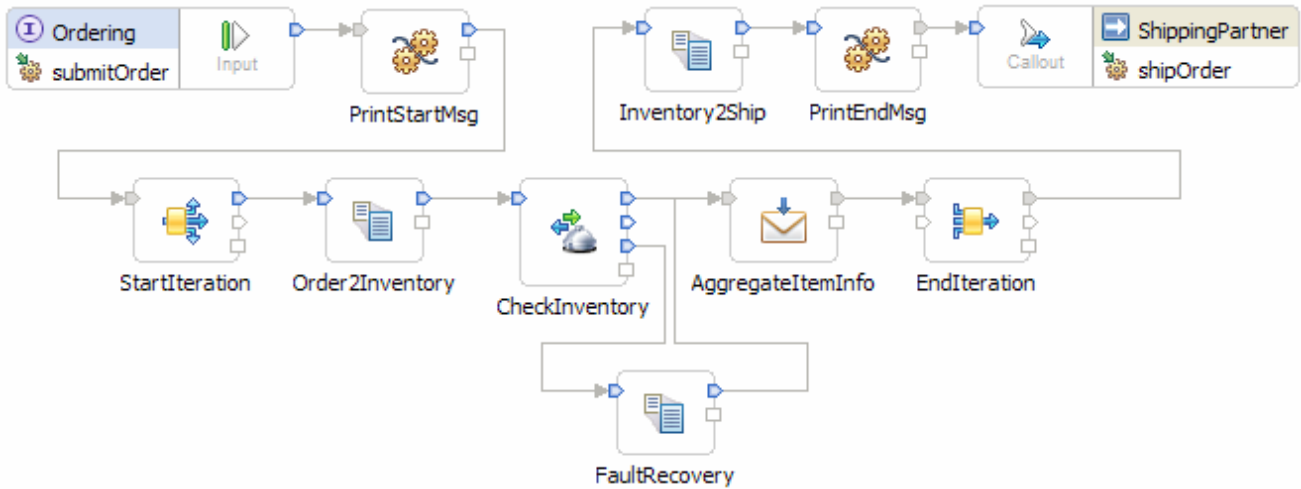 Ordering
submitOrder
Input
PrintStartMsg
Inventory2Ship
PrintEndMsg
Callout
ShippingPartner
shipOrder
StartIteration
Order2Inventory
CheckInventory
AggregateItemInfo
EndIteration
FaultRecovery